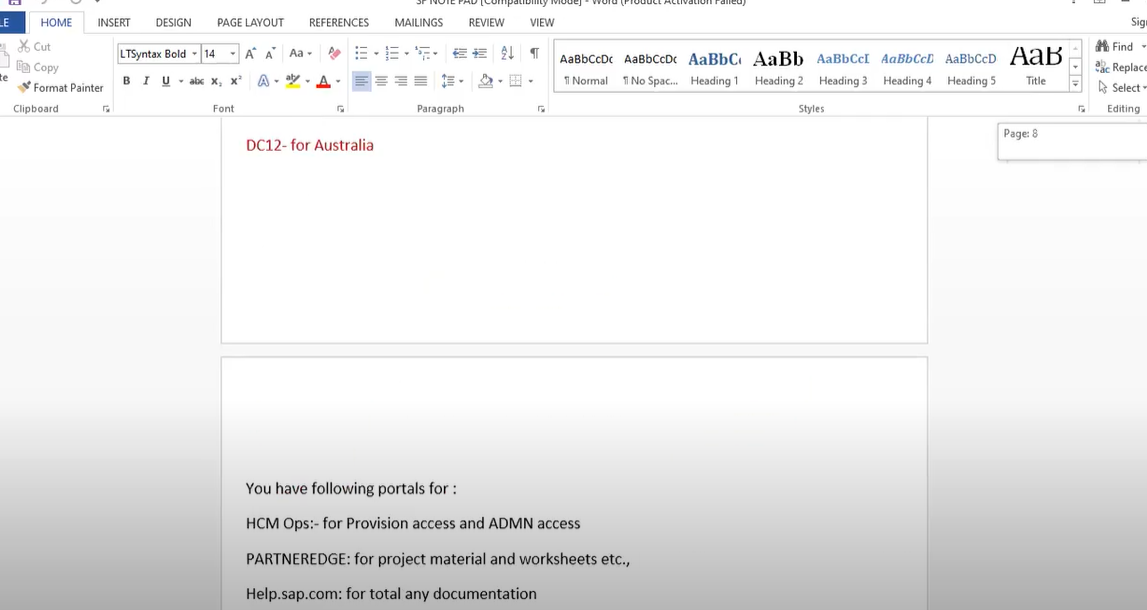 SF NOTE PAD [Compatibility Mode] - Word (Product Activation Failed)
HOME INSERT DESIGN PAGE LAYOUT REFERENCES MAILINGS REVIEW VIEW
Cut
Copy
Format Painter
Clipboard
LTSyntax Bold 14
Font
Paragraph
AaBbCcDc AaBbCcDc AaBbC AaBb AaBbCcI AaBbCcD AaBbCcD AaB
¶ Normal ¶ No Spac... Heading 1 Heading 2 Heading 3 Heading 4 Heading 5 Title
Styles
Find
Replace
Select
Editing
Page: 8
DC12- for Australia
You have following portals for :
HCM Ops:- for Provision access and ADMN access
PARTNEREDGE: for project material and worksheets etc.,
Help.sap.com: for total any documentation